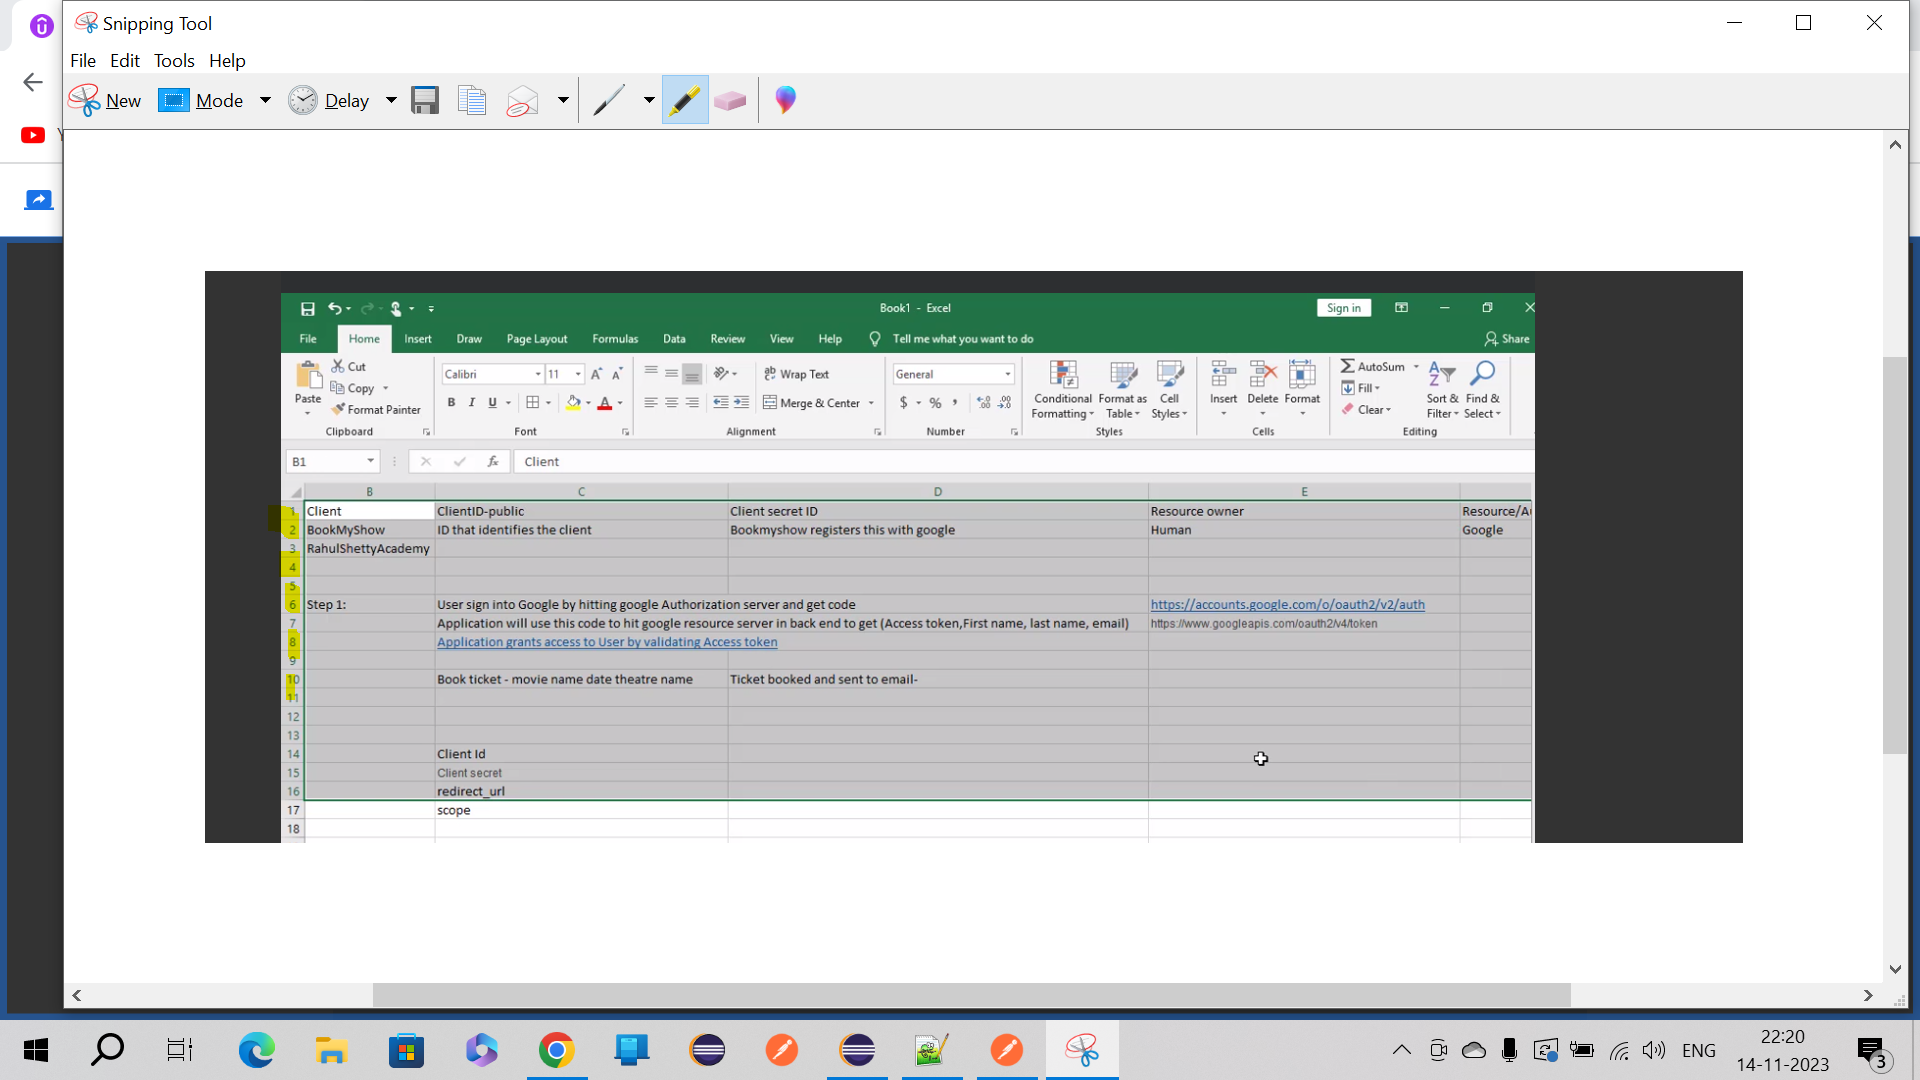 Snipping Tool
File Edit Tools Help
New Mode Delay
Book1 - Excel Sign in
File Home Insert Draw Page Layout Formulas Data Review View Help Tell me what you want to do Share
Cut
Copy
Format Painter
Paste
Clipboard
Calibri 11
B I U
Font
Wrap Text
Merge & Center
Alignment
General
$ %
Number
Conditional Formatting
Format as Table
Cell Styles
Styles
Insert Delete Format
Cells
AutoSum
Fill
Clear
Sort & Filter
Find & Select
Editing
B1 fx Client
B C D E
1 Client ClientID-public Client secret ID Resource owner Resource/Au
2 BookMyShow ID that identifies the client Bookmyshow registers this with google Human Google
3 RahulShettyAcademy
4
5
6 Step 1: User sign into Google by hitting google Authorization server and get code https://accounts.google.com/o/oauth2/v2/auth
7 Application will use this code to hit google resource server in back end to get (Access token,First name, last name, email) https://www.googleapis.com/oauth2/v4/token
8 Application grants access to User by validating Access token
9
10 Book ticket - movie name date theatre name Ticket booked and sent to email-
11
12
13
14 Client Id
15 Client secret
16 redirect_url
17 scope
18
ENG
22:20
14-11-2023
3